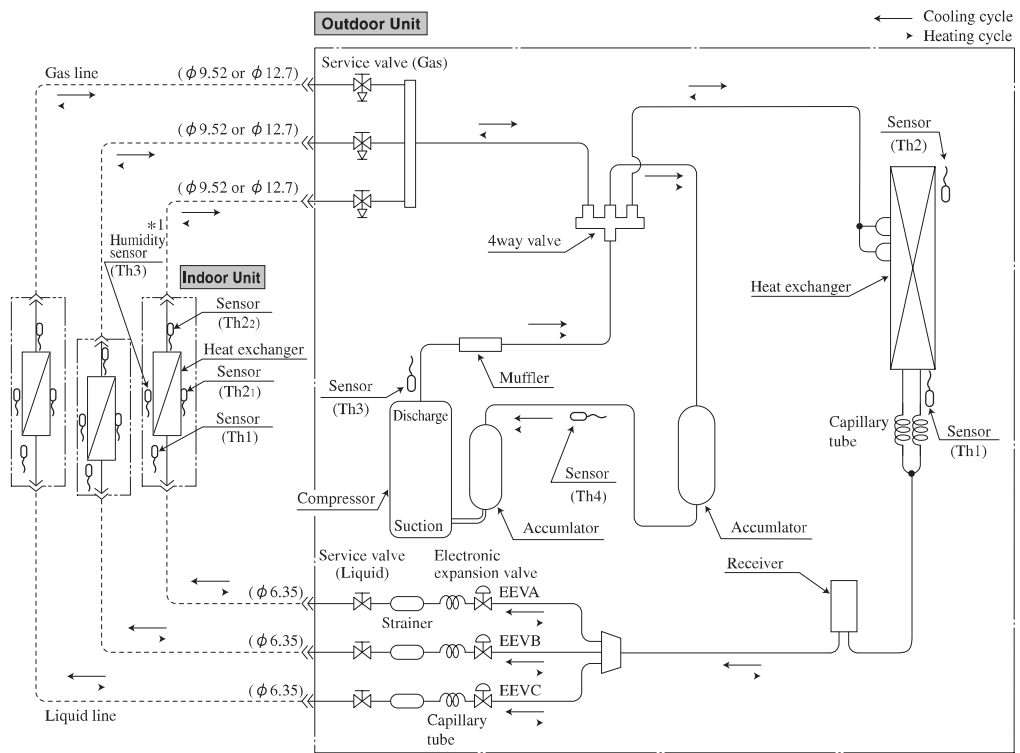 Outdoor Unit
Cooling cycle
Heating cycle
Gas line
(φ9.52 or φ12.7)
Service valve (Gas)
(φ9.52 or φ12.7)
(φ9.52 or φ12.7)
Sensor
(Th2)
4way valve
*1
Humidity
sensor
(Th3)
Indoor Unit
Heat exchanger
Sensor
(Th22)
Heat exchanger
Sensor
(Th21)
Sensor
(Th1)
Muffler
Sensor
(Th3)
Discharge
Suction
Compressor
Accumlator
Sensor
(Th4)
Accumlator
Capillary
tube
Sensor
(Th1)
Receiver
Service valve
(Liquid)
Electronic
expansion valve
(φ6.35)
EEVA
Strainer
(φ6.35)
EEVB
(φ6.35)
EEVC
Liquid line
Capillary
tube